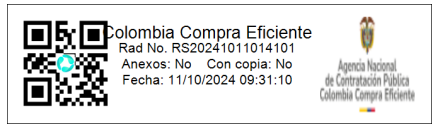 Colombia Compra Eficiente
Rad No. RS20241011014101
Anexos: No Con copia: No
Fecha: 11/10/2024 09:31:10
Agencia Nacional
de Contratación Pública
Colombia Compra Eficiente